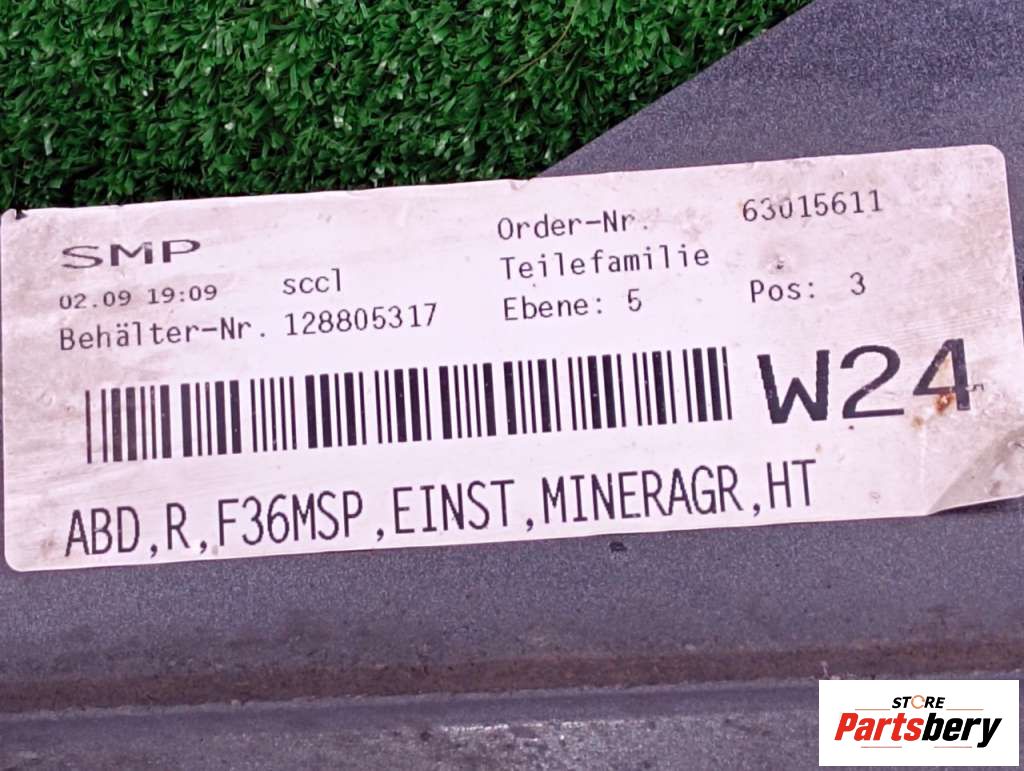 SMP
02.09 19:09 sccl
Behälter-Nr. 128805317
Order-Nr. 63015611
Teilefamilie
Ebene: 5 Pos: 3
W24
ABD,R,F36MSP,EINST,MINERAGR,HT
STORE
Partsbery